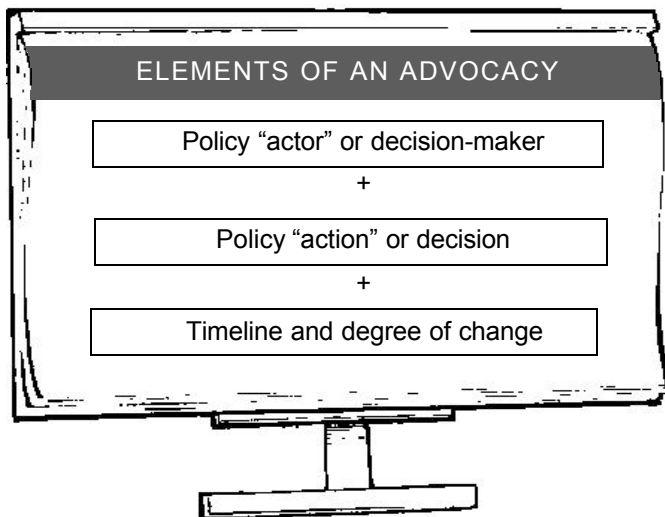 ELEMENTS OF AN ADVOCACY
Policy “actor” or decision-maker
+
Policy “action” or decision
+
Timeline and degree of change